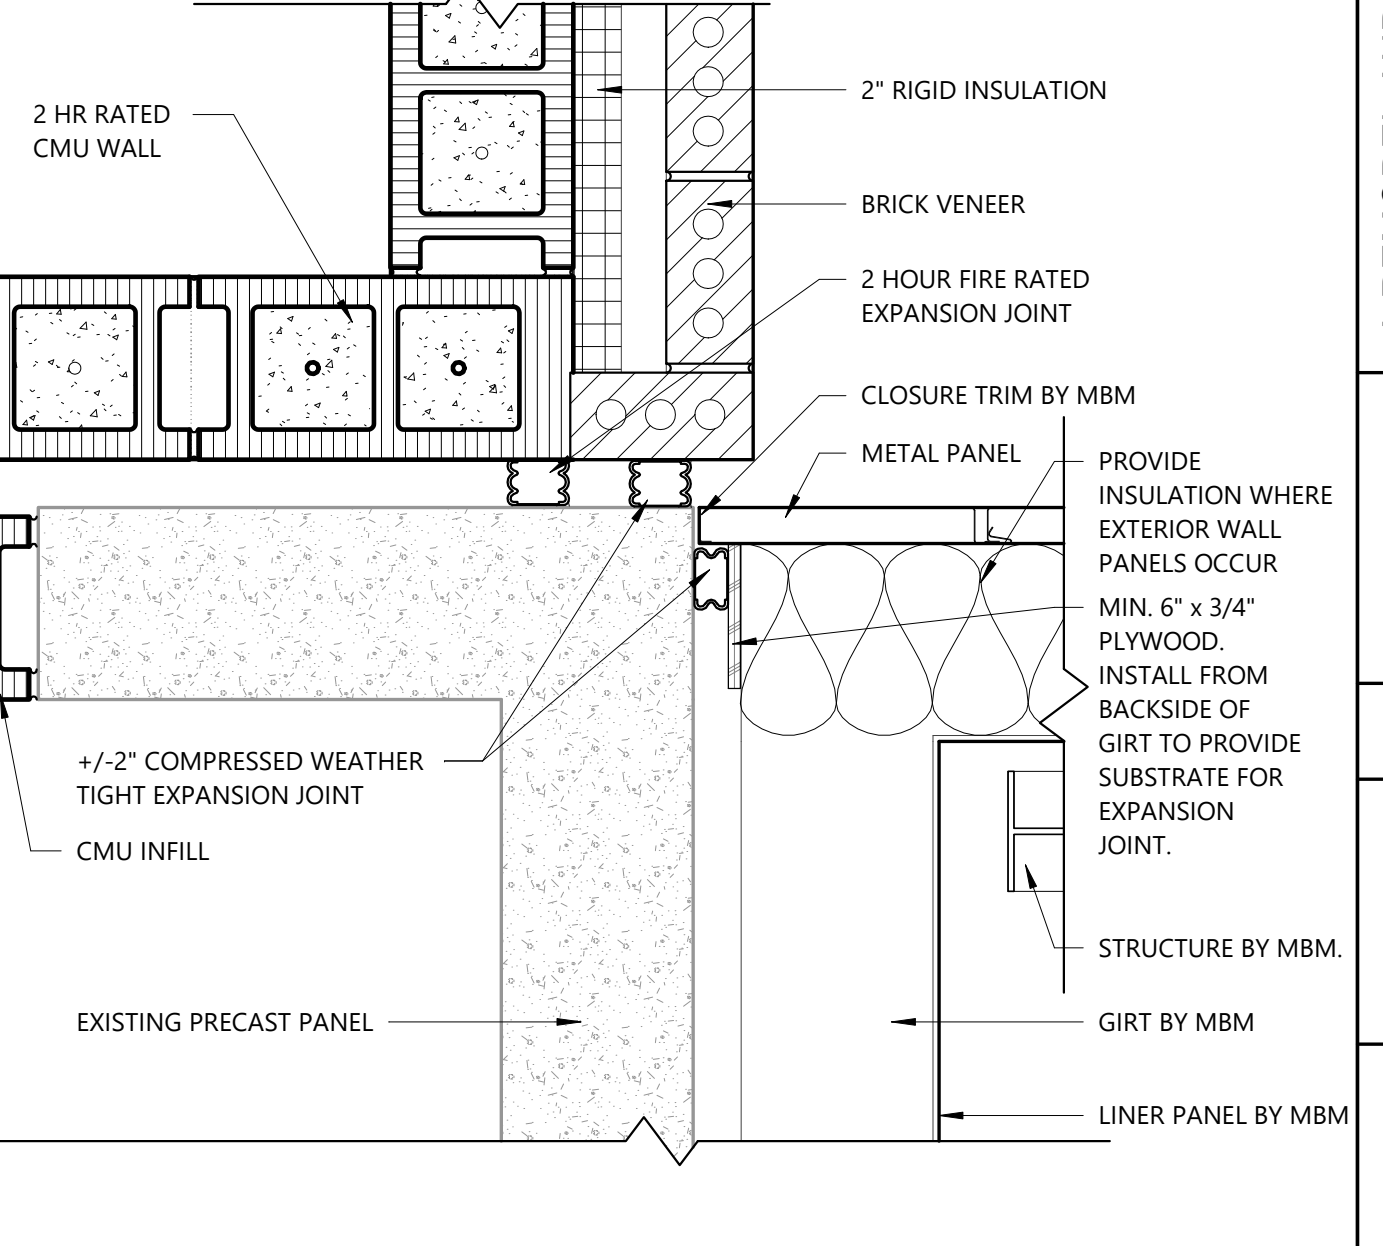 2 HR RATED
CMU WALL
2" RIGID INSULATION
BRICK VENEER
2 HOUR FIRE RATED
EXPANSION JOINT
CLOSURE TRIM BY MBM
METAL PANEL
PROVIDE
INSULATION WHERE
EXTERIOR WALL
PANELS OCCUR
MIN. 6" x 3/4"
PLYWOOD.
INSTALL FROM
BACKSIDE OF
GIRT TO PROVIDE
SUBSTRATE FOR
EXPANSION
JOINT.
+/-2" COMPRESSED WEATHER
TIGHT EXPANSION JOINT
CMU INFILL
STRUCTURE BY MBM.
EXISTING PRECAST PANEL
GIRT BY MBM
LINER PANEL BY MBM